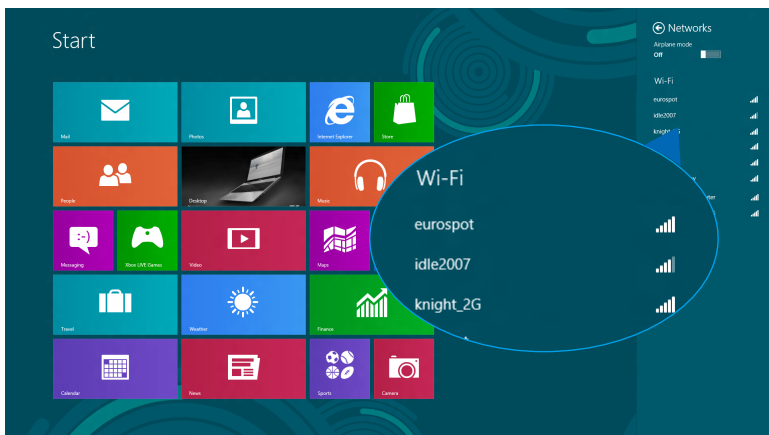 Start
Mail
Photos
Internet Explorer
Store
People
Desktop
Music
Messaging
Xbox LIVE Games
Video
Maps
Travel
Weather
Finance
Calendar
News
Sports
Camera
Networks
Airplane mode
Off
Wi-Fi
eurospot
idle2007
knight_2G
Wi-Fi
eurospot
idle2007
knight_2G